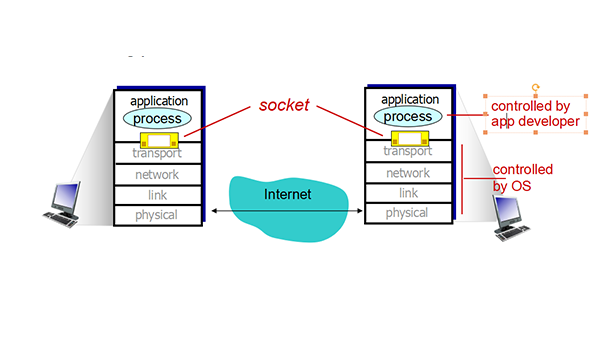 application
process
transport
network
link
physical
socket
Internet
application
process
transport
network
link
physical
controlled by
app developer
controlled
by OS